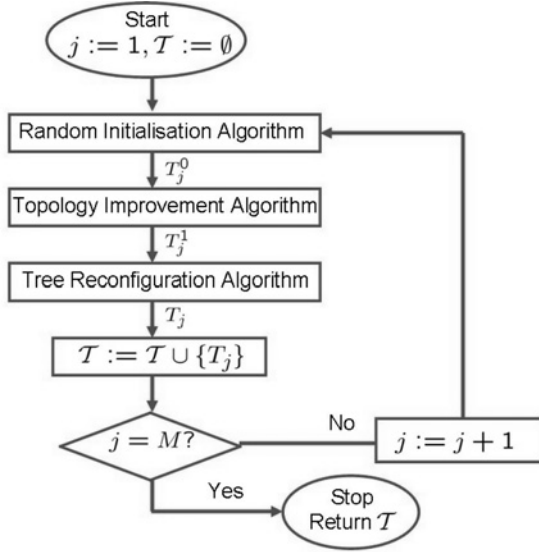 Start
j := 1, 𝒯 := ∅
Random Initialisation Algorithm
T_j^0
Topology Improvement Algorithm
T_j^1
Tree Reconfiguration Algorithm
T_j
𝒯 := 𝒯 ∪ {T_j}
j = M?
No
j := j + 1
Yes
Stop
Return 𝒯